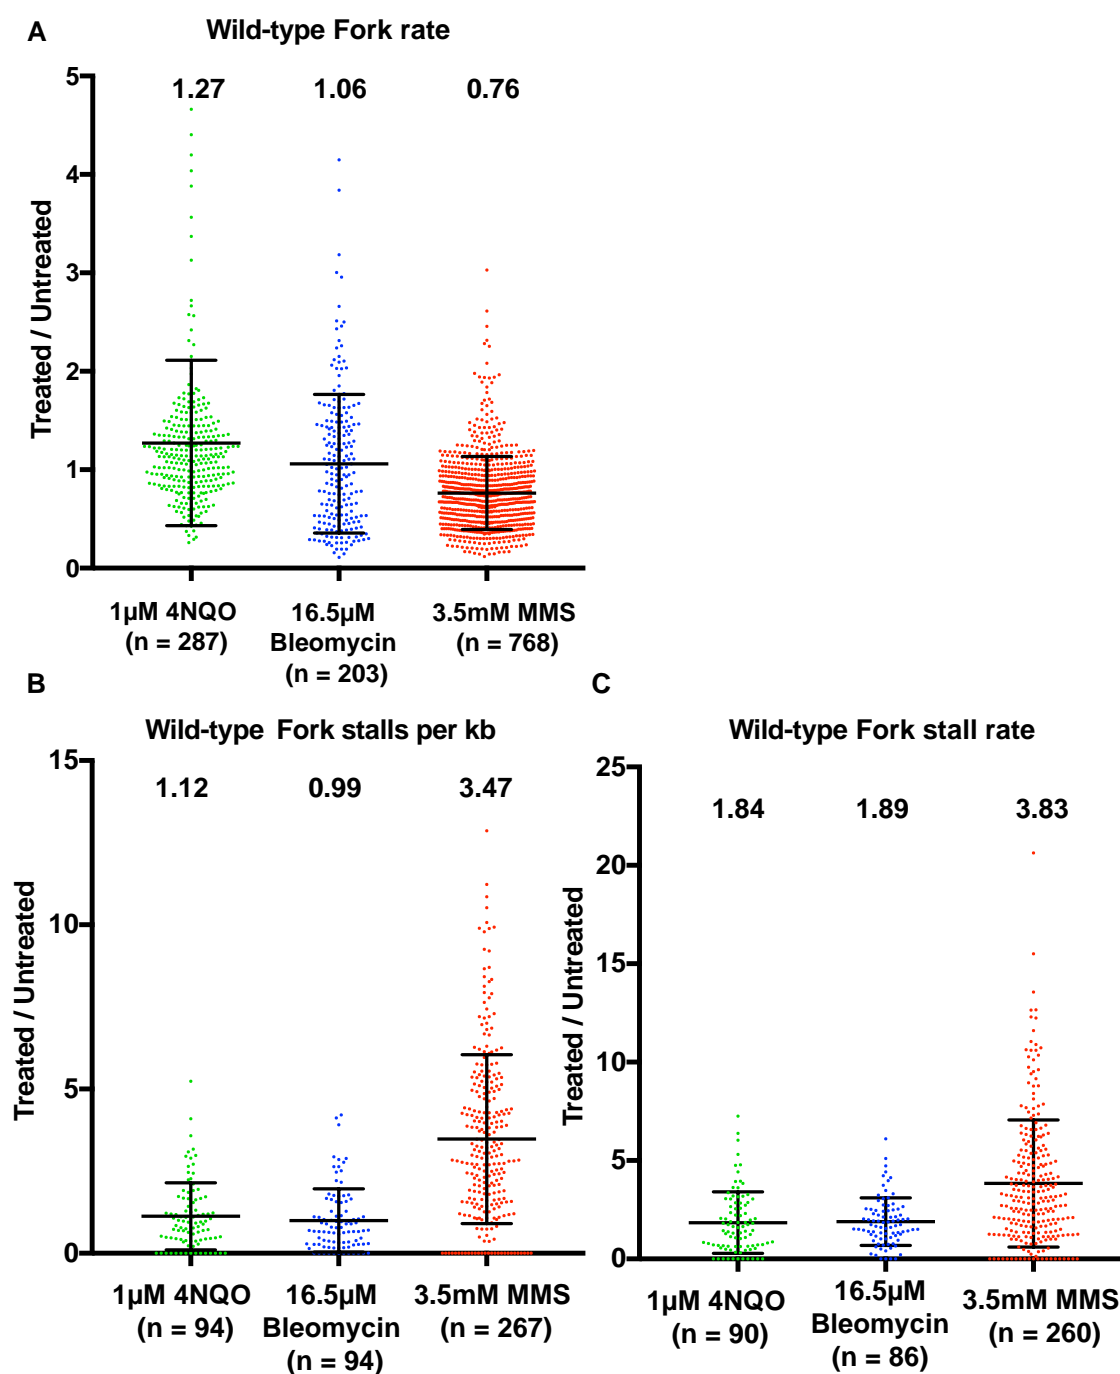 A
Wild-type Fork rate
1.27 1.06 0.76
5
4
3
2
1
0
Treated / Untreated
1µM 4NQO
(n = 287)
16.5µM
Bleomycin
(n = 203)
3.5mM MMS
(n = 768)
B
Wild-type Fork stalls per kb
1.12 0.99 3.47
15
10
5
0
Treated / Untreated
1µM 4NQO
(n = 94)
16.5µM
Bleomycin
(n = 94)
3.5mM MMS
(n = 267)
C
Wild-type Fork stall rate
1.84 1.89 3.83
25
20
15
10
5
0
Treated / Untreated
1µM 4NQO
(n = 90)
16.5µM
Bleomycin
(n = 86)
3.5mM MMS
(n = 260)